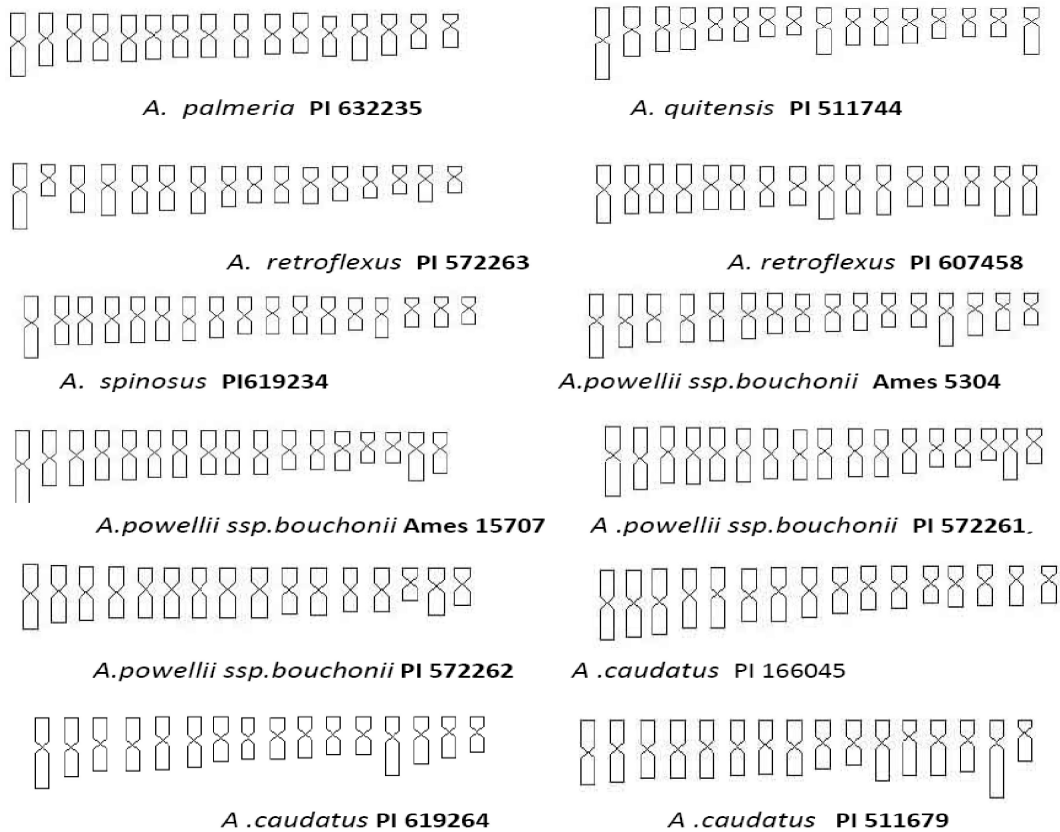 A. palmeria PI 632235
A. quitensis PI 511744
A. retroflexus PI 572263
A. retroflexus PI 607458
A. spinosus PI619234
A.powellii ssp.bouchonii Ames 5304
A.powellii ssp.bouchonii Ames 15707
A .powellii ssp.bouchonii PI 572261,
A.powellii ssp.bouchonii PI 572262
A .caudatus PI 166045
A .caudatus PI 619264
A .caudatus PI 511679